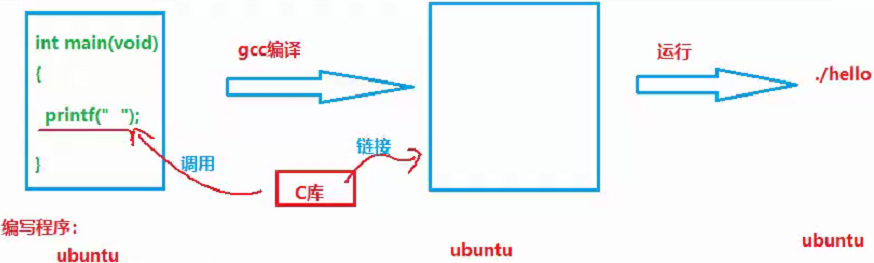 int main(void)
{
printf("  ");
}
gcc编译
运行
./hello
调用
链接
C库
编写程序:
ubuntu
ubuntu
ubuntu